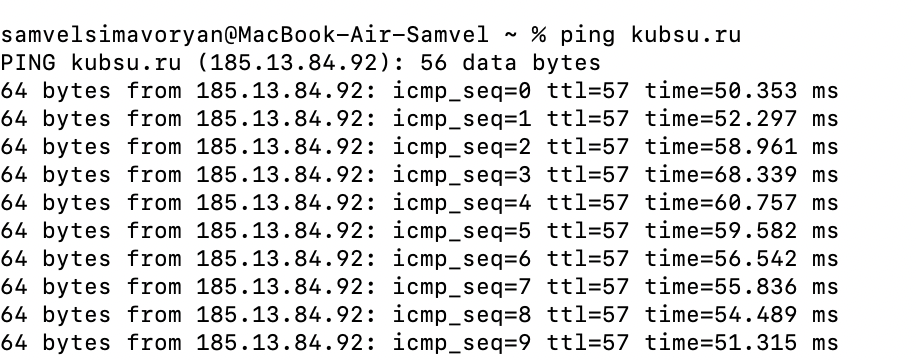 samvelsimavoryan@MacBook-Air-Samvel ~ % ping kubsu.ru
PING kubsu.ru (185.13.84.92): 56 data bytes
64 bytes from 185.13.84.92: icmp_seq=0 ttl=57 time=50.353 ms
64 bytes from 185.13.84.92: icmp_seq=1 ttl=57 time=52.297 ms
64 bytes from 185.13.84.92: icmp_seq=2 ttl=57 time=58.961 ms
64 bytes from 185.13.84.92: icmp_seq=3 ttl=57 time=68.339 ms
64 bytes from 185.13.84.92: icmp_seq=4 ttl=57 time=60.757 ms
64 bytes from 185.13.84.92: icmp_seq=5 ttl=57 time=59.582 ms
64 bytes from 185.13.84.92: icmp_seq=6 ttl=57 time=56.542 ms
64 bytes from 185.13.84.92: icmp_seq=7 ttl=57 time=55.836 ms
64 bytes from 185.13.84.92: icmp_seq=8 ttl=57 time=54.489 ms
64 bytes from 185.13.84.92: icmp_seq=9 ttl=57 time=51.315 ms